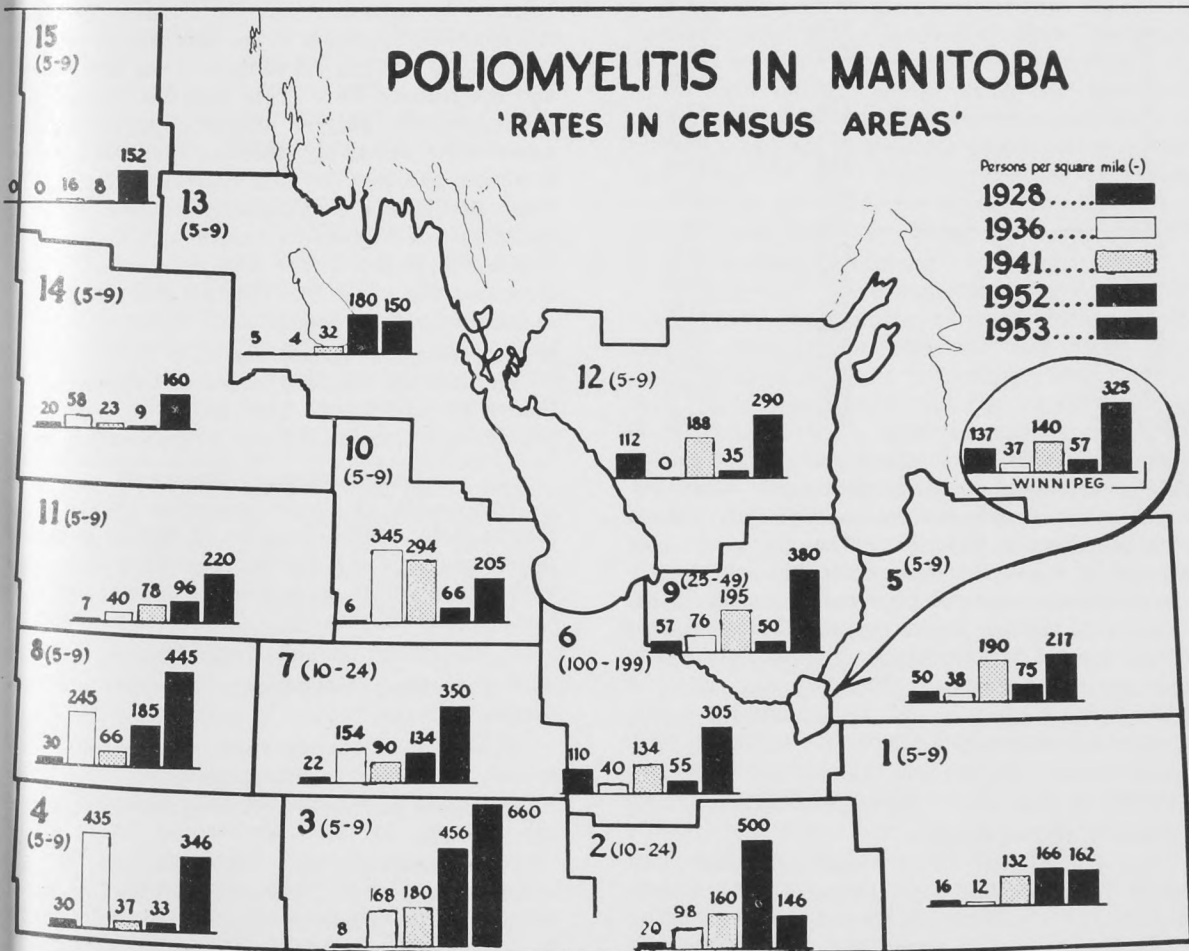 POLIOMYELITIS IN MANITOBA
'RATES IN CENSUS AREAS'
Persons per square mile (-)
1928.....
1936.....
1941.....
1952.....
1953....
15
(5-9)
0 0 16 8 152
13
(5-9)
5 4 32 180 150
14 (5-9)
20 58 23 9 160
12 (5-9)
112 0 188 35 290
137 37 140 57 325
WINNIPEG
10
(5-9)
6 345 294 66 205
11 (5-9)
7 40 78 96 220
9 (25-49)
57 76 195 50 380
5 (5-9)
50 38 190 75 217
8 (5-9)
30 245 66 185 445
7 (10-24)
22 154 90 134 350
6
(100-199)
110 40 134 55 305
1 (5-9)
16 12 132 166 162
4
(5-9)
30 435 37 33 346
3 (5-9)
8 168 180 456 660
2 (10-24)
20 98 160 500 146